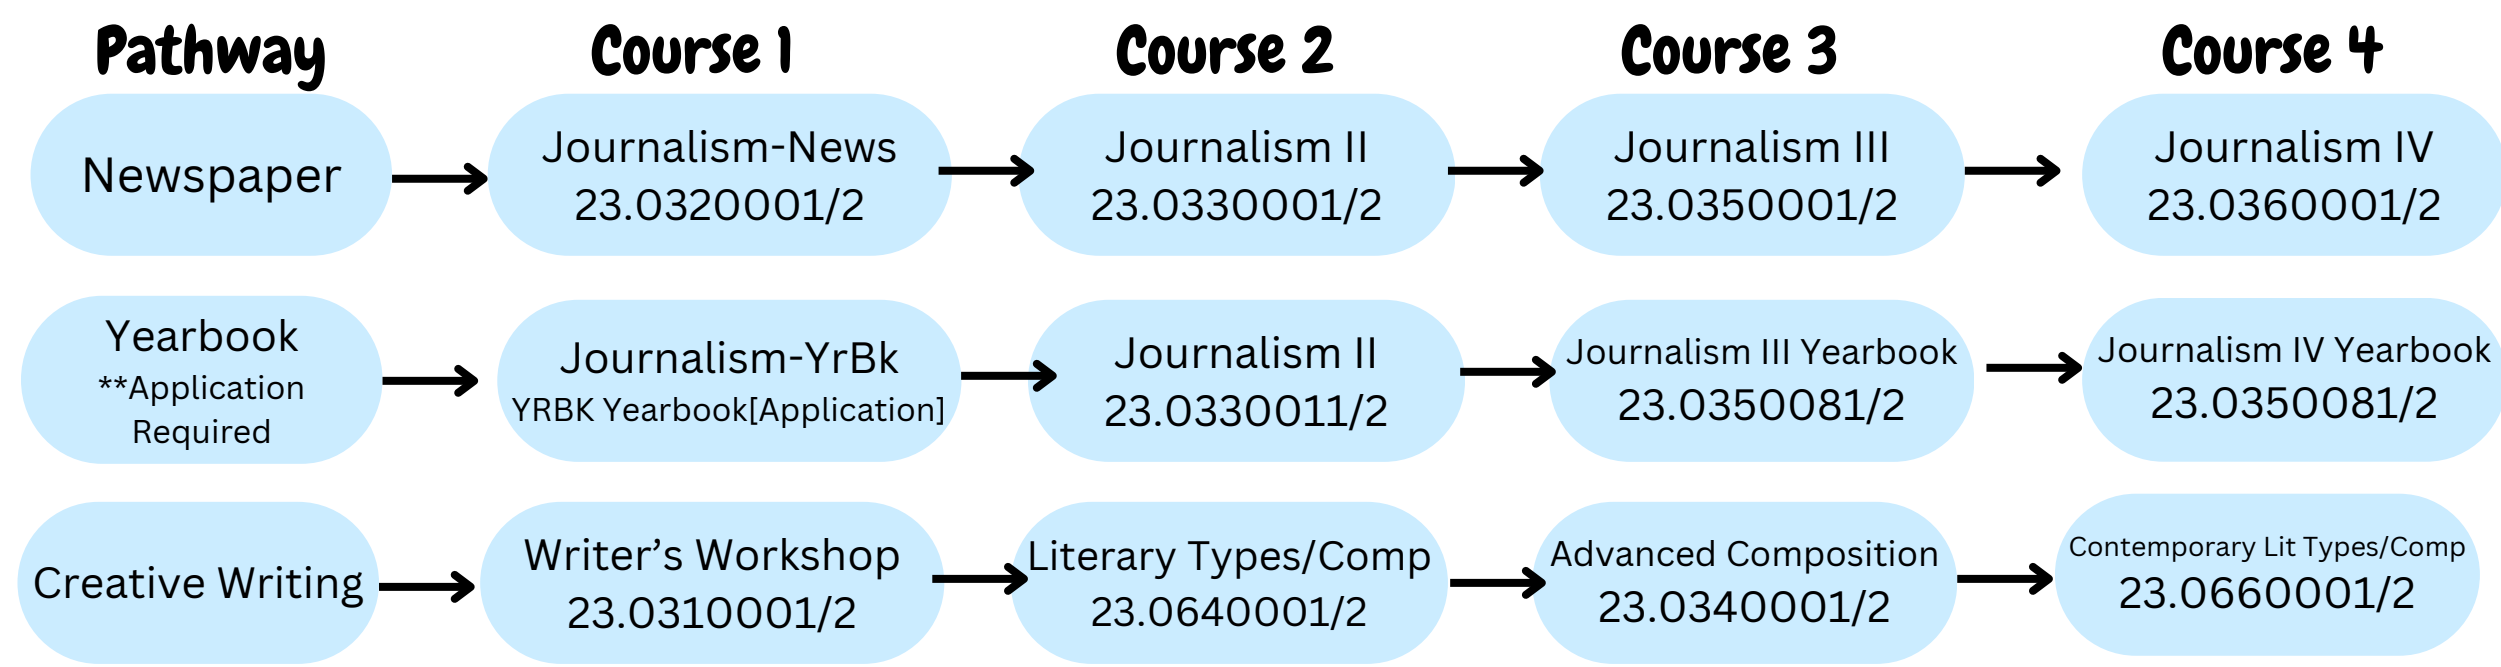 Pathway
Course 1
Course 2
Course 3
Course 4
Newspaper
Journalism-News
23.0320001/2
Journalism II
23.0330001/2
Journalism III
23.0350001/2
Journalism IV
23.0360001/2
Yearbook
**Application
Required
Journalism-YrBk
YRBK Yearbook[Application]
Journalism II
23.0330011/2
Journalism III Yearbook
23.0350081/2
Journalism IV Yearbook
23.0350081/2
Creative Writing
Writer’s Workshop
23.0310001/2
Literary Types/Comp
23.0640001/2
Advanced Composition
23.0340001/2
Contemporary Lit Types/Comp
23.0660001/2